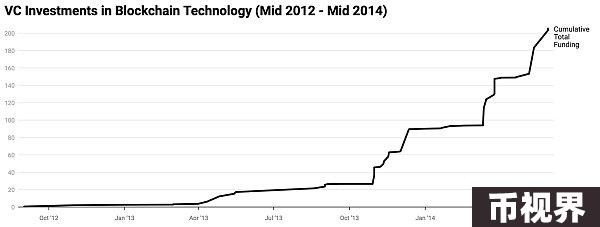 VC Investments in Blockchain Technology (Mid 2012 - Mid 2014)
Cumulative
Total
Funding
200
180
160
140
120
100
80
60
40
20
0
Oct '12
Jan '13
Apr '13
Jul '13
Oct '13
Jan '14
币视界